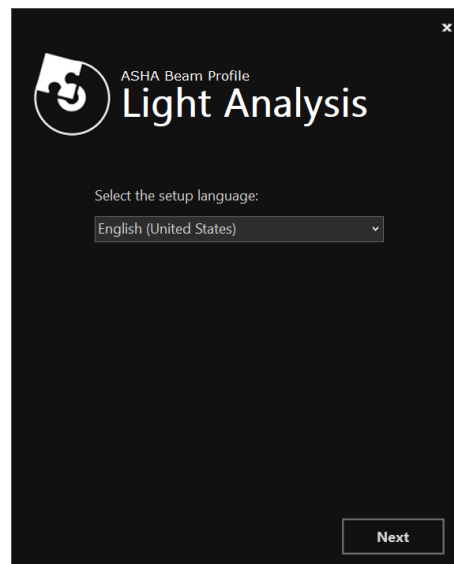 ASHA Beam Profile
Light Analysis
Select the setup language:
English (United States)
Next